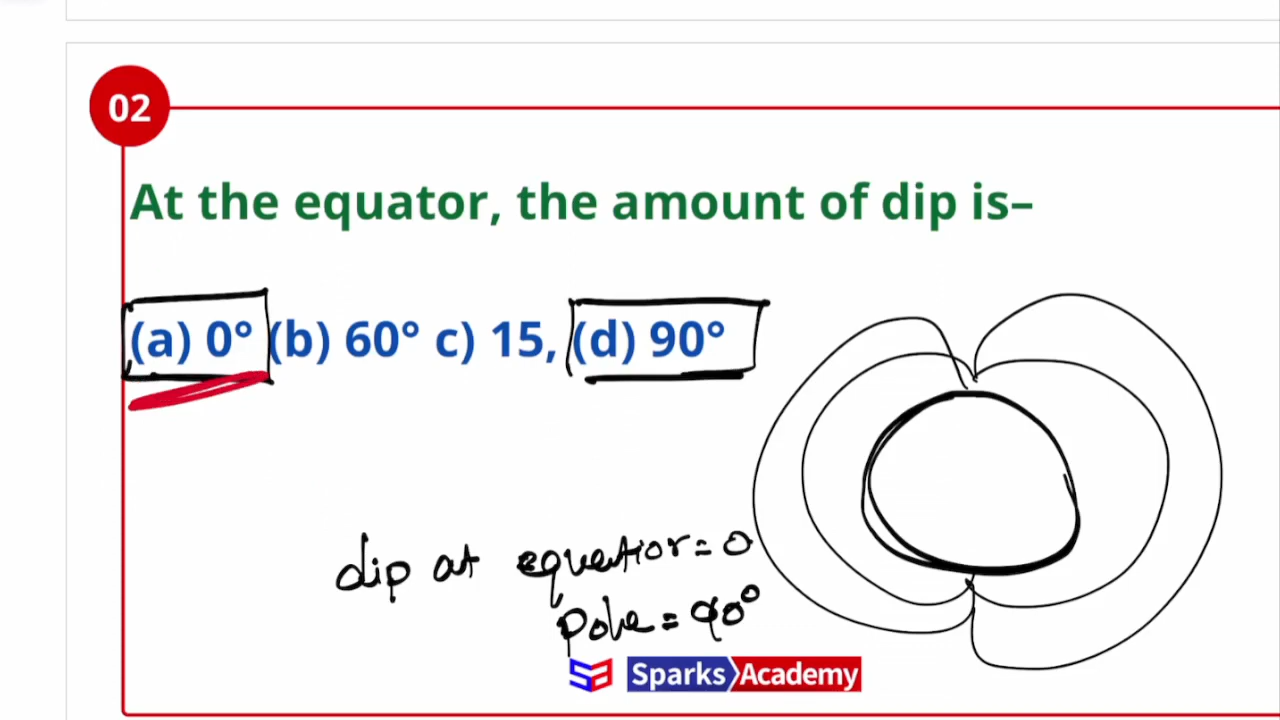 02
At the equator, the amount of dip is–
(a) 0° (b) 60° c) 15, (d) 90°
dip at equatior = 0
Pole = 90°
Sparks Academy